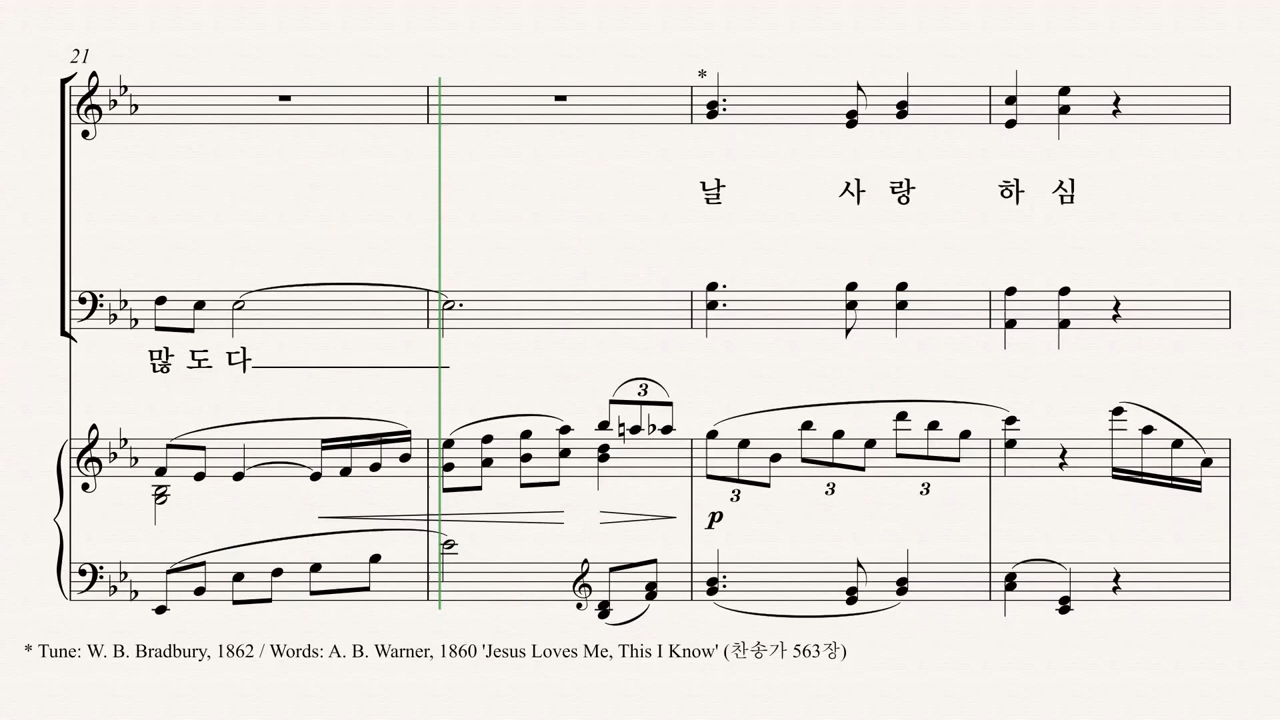 21
*
날 사 랑 하 심
많 도 다
3
3 3 3
p
* Tune: W. B. Bradbury, 1862 / Words: A. B. Warner, 1860 'Jesus Loves Me, This I Know' (찬송가 563장)